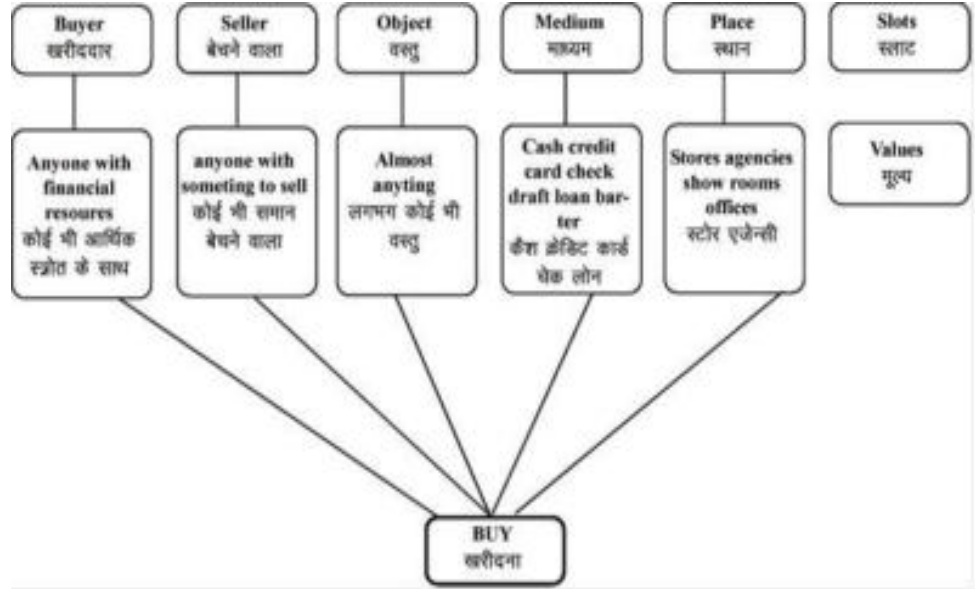 Buyer
खरीददार
Seller
बेचने वाला
Object
वस्तु
Medium
माध्यम
Place
स्थान
Slots
स्लाट
Anyone with
financial
resoures
कोई भी आर्थिक
स्त्रोत के साथ
anyone with
someting to sell
कोई भी समान
बेचने वाला
Almost
anyting
लगभग कोई भी
वस्तु
Cash credit
card check
draft loan bar-
ter
कैश क्रेडिट कार्ड
चेक लोन
Stores agencies
show rooms
offices
स्टोर एजेन्सी
Values
मूल्य
BUY
खरीदना